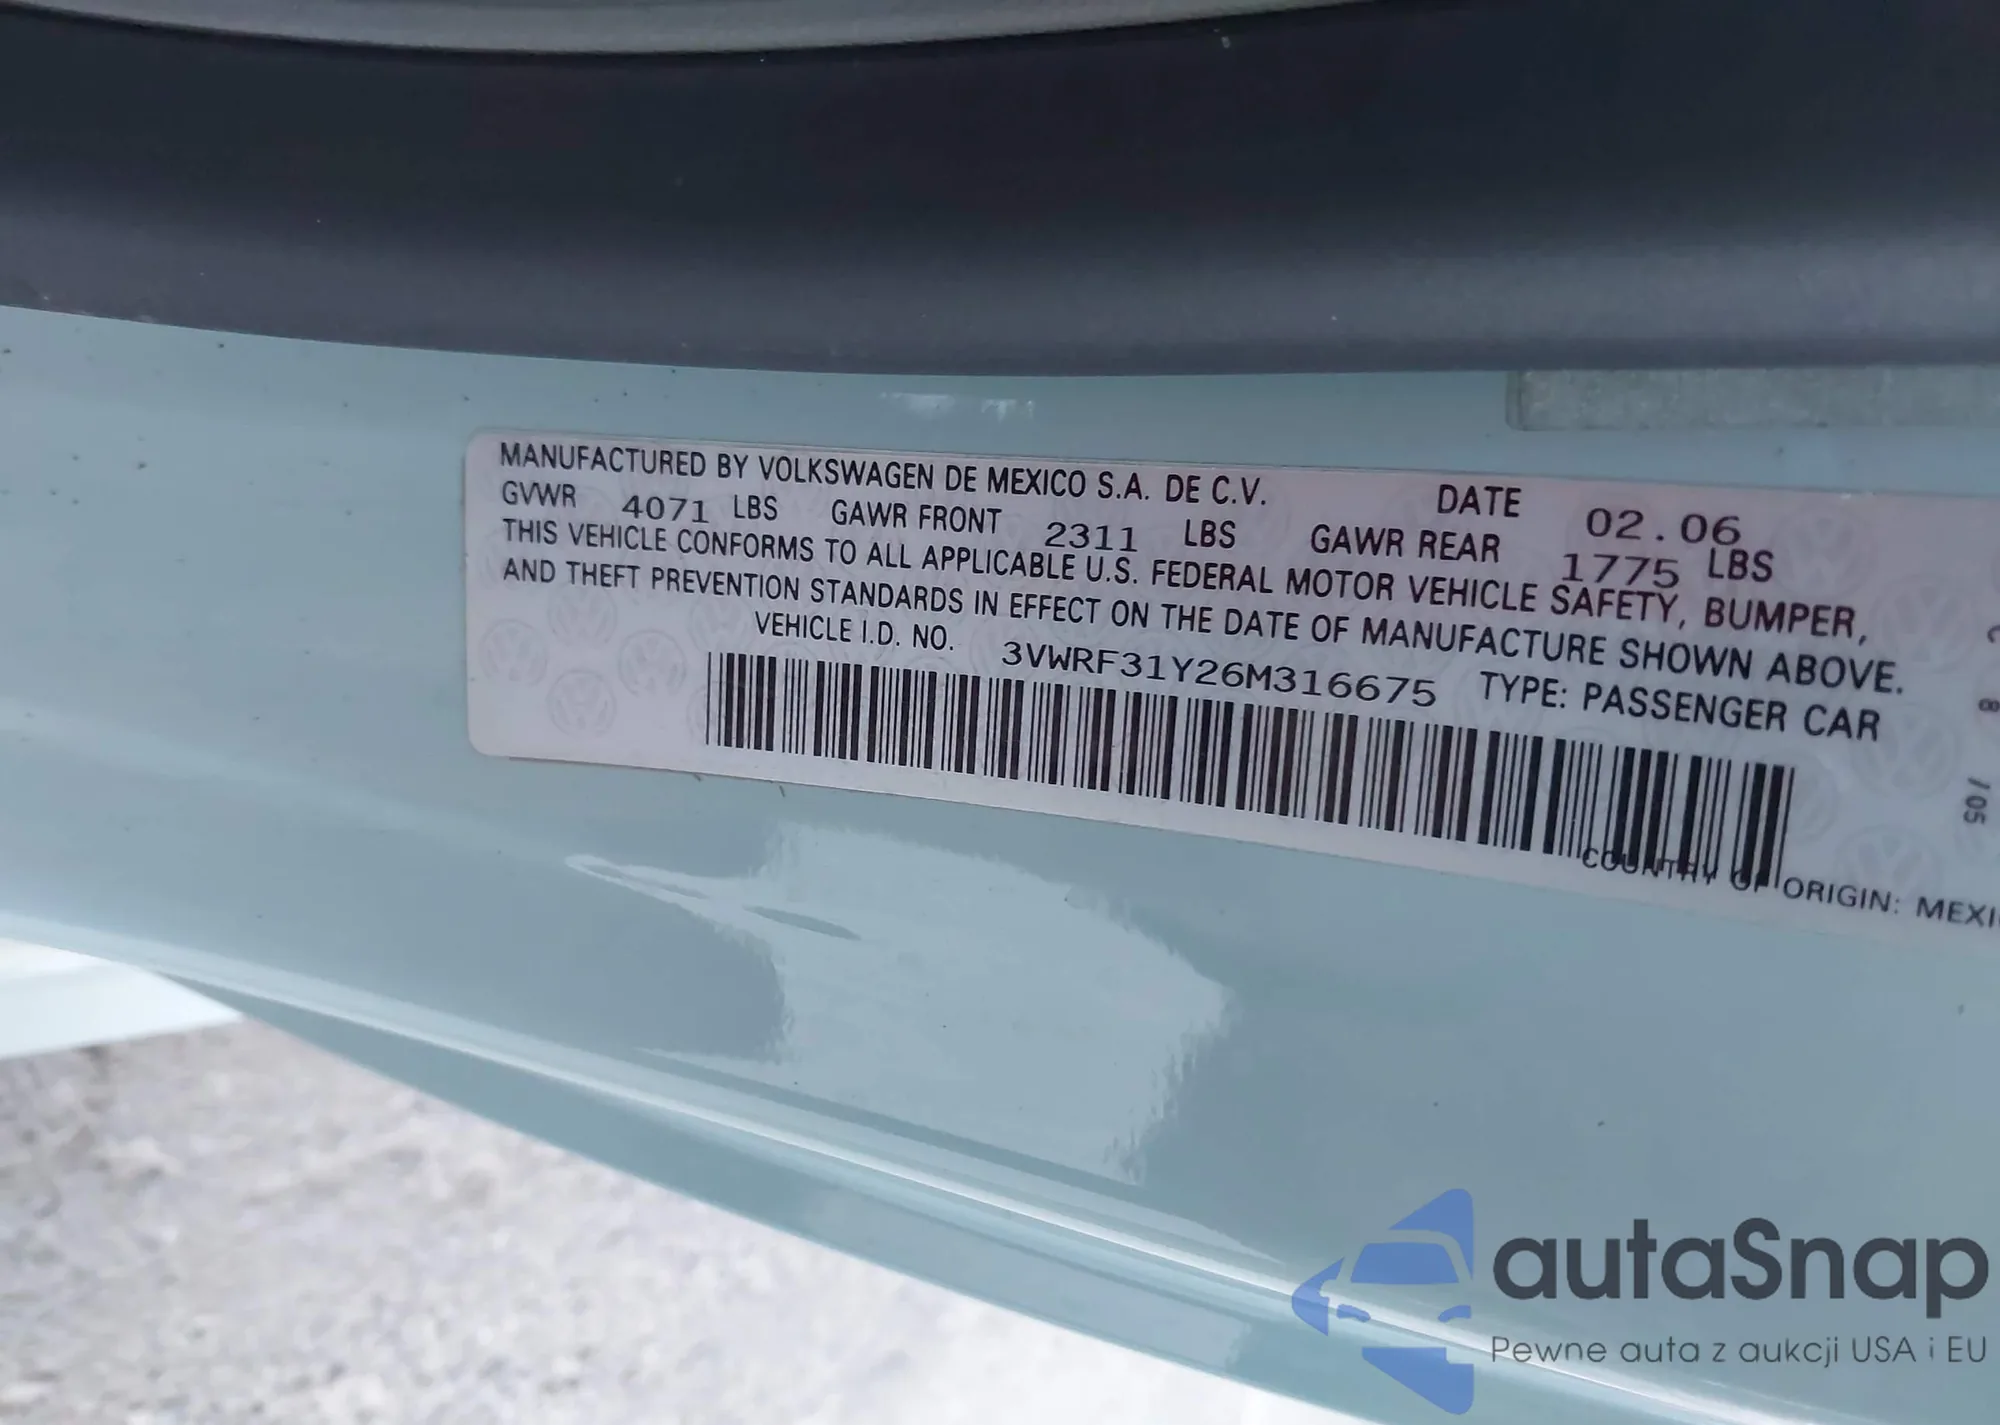 MANUFACTURED BY VOLKSWAGEN DE MEXICO S.A. DE C.V. DATE 02.06
GVWR 4071 LBS GAWR FRONT 2311 LBS GAWR REAR 1775 LBS
THIS VEHICLE CONFORMS TO ALL APPLICABLE U.S. FEDERAL MOTOR VEHICLE SAFETY, BUMPER,
AND THEFT PREVENTION STANDARDS IN EFFECT ON THE DATE OF MANUFACTURE SHOWN ABOVE.
VEHICLE I.D. NO. 3VWRF31Y26M316675 TYPE: PASSENGER CAR
COUNTRY OF ORIGIN: MEXI
autaSnap
Pewne auta z aukcji USA i EU